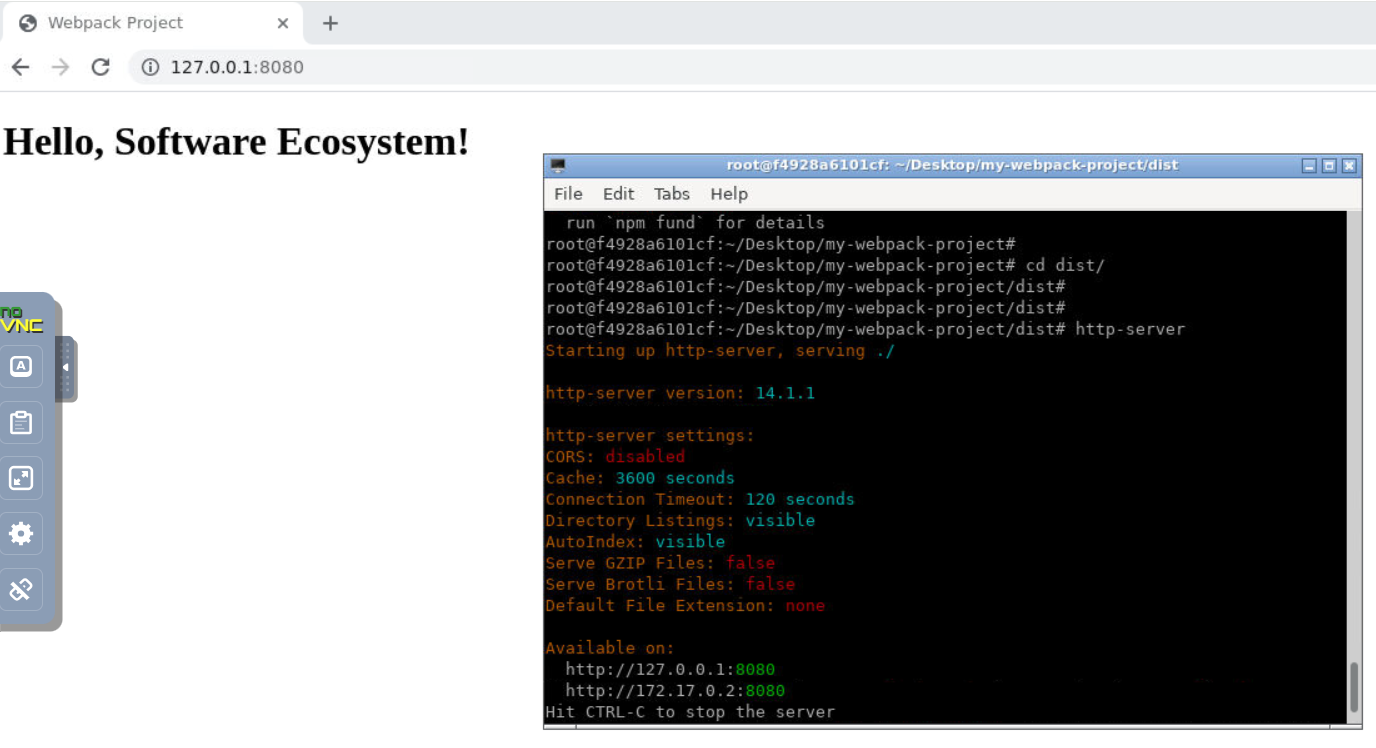 Webpack Project
127.0.0.1:8080
Hello, Software Ecosystem!
noVNC
A
root@f4928a6101cf: ~/Desktop/my-webpack-project/dist
File Edit Tabs Help
run `npm fund` for details
root@f4928a6101cf:~/Desktop/my-webpack-project#
root@f4928a6101cf:~/Desktop/my-webpack-project# cd dist/
root@f4928a6101cf:~/Desktop/my-webpack-project/dist#
root@f4928a6101cf:~/Desktop/my-webpack-project/dist#
root@f4928a6101cf:~/Desktop/my-webpack-project/dist# http-server
Starting up http-server, serving ./
http-server version: 14.1.1
http-server settings:
CORS: disabled
Cache: 3600 seconds
Connection Timeout: 120 seconds
Directory Listings: visible
AutoIndex: visible
Serve GZIP Files: false
Serve Brotli Files: false
Default File Extension: none
Available on:
http://127.0.0.1:8080
http://172.17.0.2:8080
Hit CTRL-C to stop the server